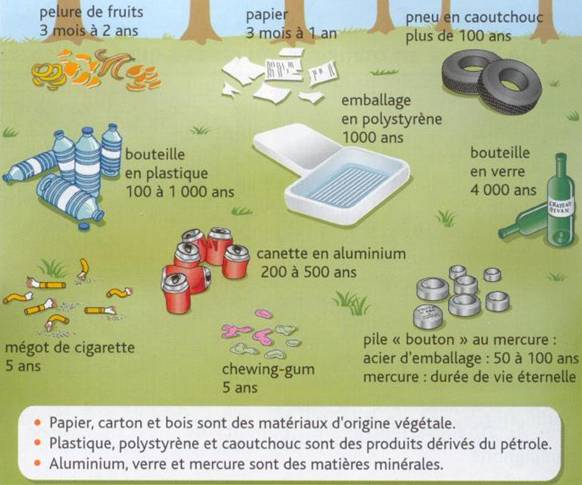 pelure de fruits
3 mois à 2 ans
papier
3 mois à 1 an
pneu en caoutchouc
plus de 100 ans
emballage
en polystyrène
1000 ans
bouteille
en plastique
100 à 1 000 ans
bouteille
en verre
4 000 ans
CHATEAU
canette en aluminium
200 à 500 ans
mégot de cigarette
5 ans
chewing-gum
5 ans
pile « bouton » au mercure :
acier d'emballage : 50 à 100 ans
mercure : durée de vie éternelle
• Papier, carton et bois sont des matériaux d'origine végétale.
• Plastique, polystyrène et caoutchouc sont des produits dérivés du pétrole.
• Aluminium, verre et mercure sont des matières minérales.